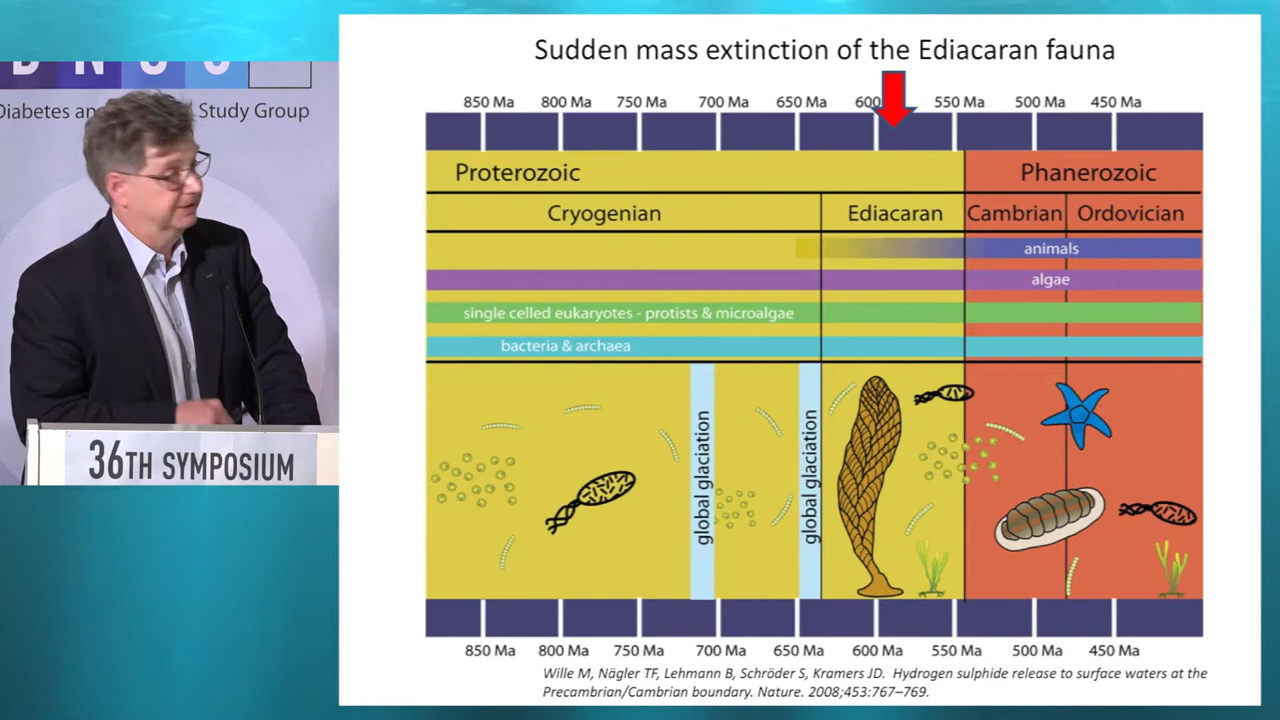 Sudden mass extinction of the Ediacaran fauna
D N S G
Diabetes an Study Group
850 Ma 800 Ma 750 Ma 700 Ma 650 Ma 600 550 Ma 500 Ma 450 Ma
Proterozoic Phanerozoic
Cryogenian Ediacaran Cambrian Ordovician
animals
algae
single celled eukaryotes - protists & microalgae
bacteria & archaea
global glaciation
global glaciation
36TH SYMPOSIUM
850 Ma 800 Ma 750 Ma 700 Ma 650 Ma 600 Ma 550 Ma 500 Ma 450 Ma
Wille M, Nägler TF, Lehmann B, Schröder S, Kramers JD. Hydrogen sulphide release to surface waters at the
Precambrian/Cambrian boundary. Nature. 2008;453:767–769.